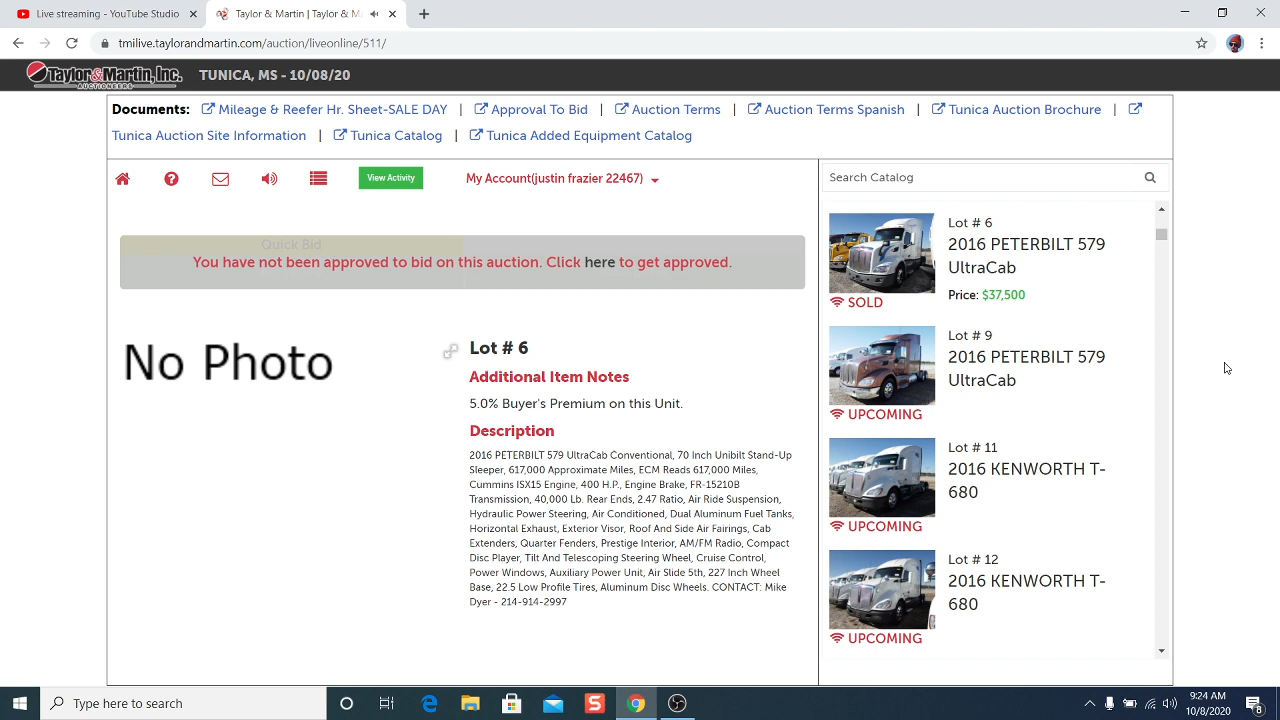 Live streaming - YouTube Studio
Taylor & Martin | Taylor & M
tmilive.taylorandmartin.com/auction/liveonline/511/
Taylor&Martin, Inc.
AUCTIONEERS
TUNICA, MS - 10/08/20
Documents: Mileage & Reefer Hr. Sheet-SALE DAY | Approval To Bid | Auction Terms | Auction Terms Spanish | Tunica Auction Brochure |
Tunica Auction Site Information | Tunica Catalog | Tunica Added Equipment Catalog
View Activity
My Account(justin frazier 22467)
Search Catalog
Quick Bid
You have not been approved to bid on this auction. Click here to get approved.
No Photo
Lot # 6
Additional Item Notes
5.0% Buyer's Premium on this Unit.
Description
2016 PETERBILT 579 UltraCab Conventional, 70 Inch Unibilt Stand-Up
Sleeper, 617,000 Approximate Miles, ECM Reads 617,000 Miles,
Cummins ISX15 Engine, 400 H.P., Engine Brake, FR-15210B
Transmission, 40,000 Lb. Rear Ends, 2.47 Ratio, Air Ride Suspension,
Hydraulic Power Steering, Air Conditioned, Dual Aluminum Fuel Tanks,
Horizontal Exhaust, Exterior Visor, Roof And Side Air Fairings, Cab
Extenders, Quarter Fenders, Prestige Interior, AM/FM Radio, Compact
Disc Player, Tilt And Telescoping Steering Wheel, Cruise Control,
Power Windows, Auxiliary Power Unit, Air Slide 5th, 227 Inch Wheel
Base, 22.5 Low Profile Tires, Aluminum Disc Wheels. CONTACT: Mike
Dyer - 214-914-2997
Lot # 6
2016 PETERBILT 579
UltraCab
Price: $37,500
SOLD
Lot # 9
2016 PETERBILT 579
UltraCab
UPCOMING
Lot # 11
2016 KENWORTH T-
680
UPCOMING
Lot # 12
2016 KENWORTH T-
680
UPCOMING
Type here to search
9:24 AM
10/8/2020